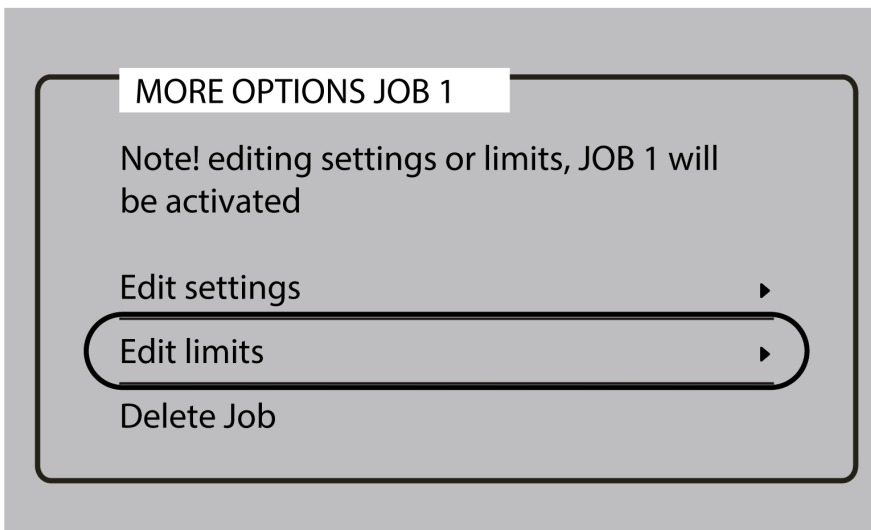 MORE OPTIONS JOB 1
Note! editing settings or limits, JOB 1 will
be activated
Edit settings
Edit limits
Delete Job